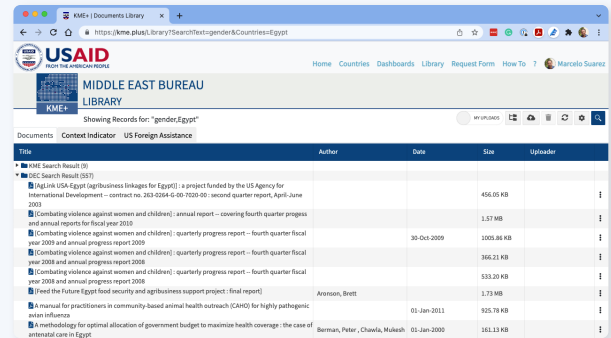 KME+ | Documents Library
https://kme.plus/Library?SearchText=gender&Countries=Egypt
USAID
FROM THE AMERICAN PEOPLE
Home Countries Dashboards Library Request Form How To ? Marcelo Suarez
KME+
MIDDLE EAST BUREAU
LIBRARY
Showing Records for: "gender,Egypt"
MY UPLOADS
Documents Context Indicator US Foreign Assistance
Title Author Date Size Uploader
KME Search Result (9)
DEC Search Result (557)
[AgLink USA-Egypt (agribusiness linkages for Egypt)] : a project funded by the US Agency for
International Development -- contract no. 263-0264-G-00-7020-00 : second quarter report, April-June 456.05 KB
2003
[Combating violence against women and children] : annual report -- covering fourth quarter progess 1.57 MB
and annual reports for fiscal year 2010
[Combating violence against women and children] : quarterly progress report -- fourth quarter fiscal 30-Oct-2009 1005.86 KB
year 2009 and annual progress report 2009
[Combating violence against women and children] : quarterly progress report -- fourth quarter fiscal 366.21 KB
year 2008 and annual progress report 2008
[Combating violence against women and children] : quarterly progress report -- fourth quarter fiscal 533.20 KB
year 2008 and annual progress report 2008
[Feed the Future Egypt food security and agribusiness support project : final report] Aronson, Brett 1.73 MB
A manual for practitioners in community-based animal health outreach (CAHO) for highly pathogenic 01-Jan-2011 925.78 KB
avian influenza
A methodology for optimal allocation of government budget to maximize health coverage : the case of Berman, Peter , Chawla, Mukesh 01-Jan-2000 161.13 KB
antenatal care in Egypt